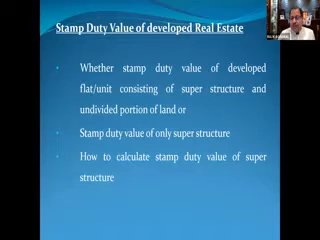 Stamp Duty Value of developed Real Estate
• Whether stamp duty value of developed
flat/unit consisting of super structure and
undivided portion of land or
• Stamp duty value of only super structure
• How to calculate stamp duty value of super
structure